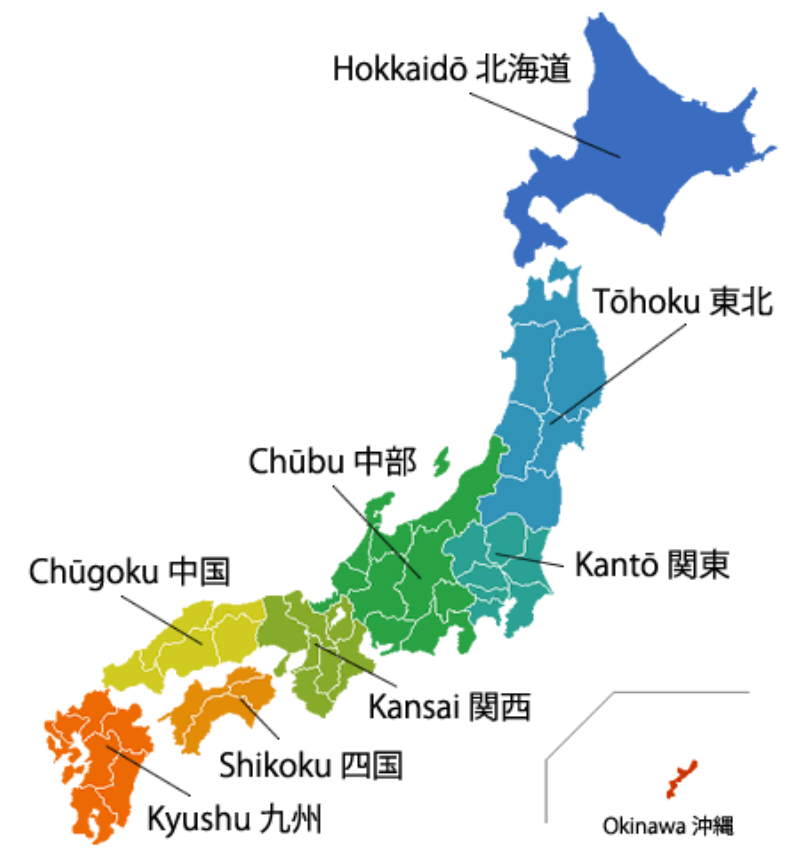 Hokkaidō 北海道
Tōhoku 東北
Chūbu 中部
Kantō 関東
Chūgoku 中国
Kansai 関西
Shikoku 四国
Kyushu 九州
Okinawa 沖縄